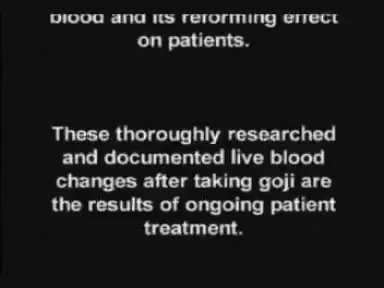 blood and its reforming effect
on patients.
These thoroughly researched
and documented live blood
changes after taking goji are
the results of ongoing patient
treatment.